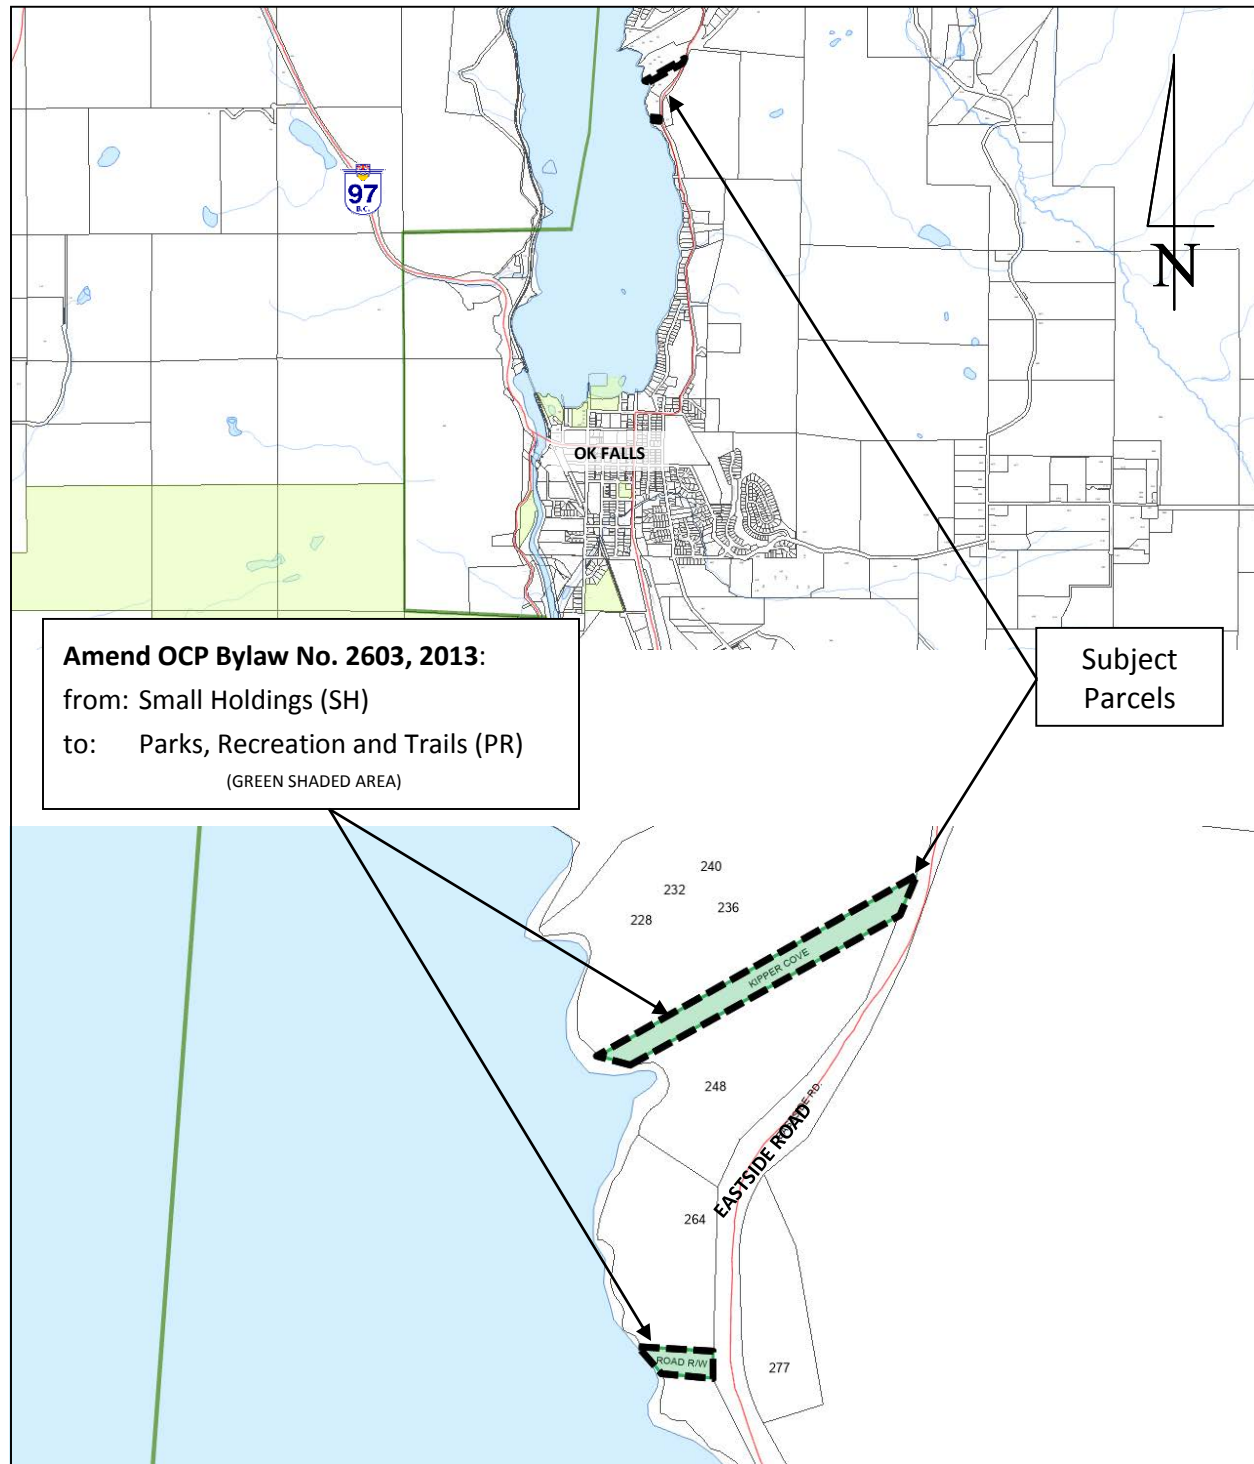 97
B.C.
N
OK FALLS
Amend OCP Bylaw No. 2603, 2013:
from: Small Holdings (SH)
to: Parks, Recreation and Trails (PR)
(GREEN SHADED AREA)
Subject
Parcels
240
232
236
228
KIPPER COVE
248
EASTSIDE ROAD
264
ROAD R/W
277